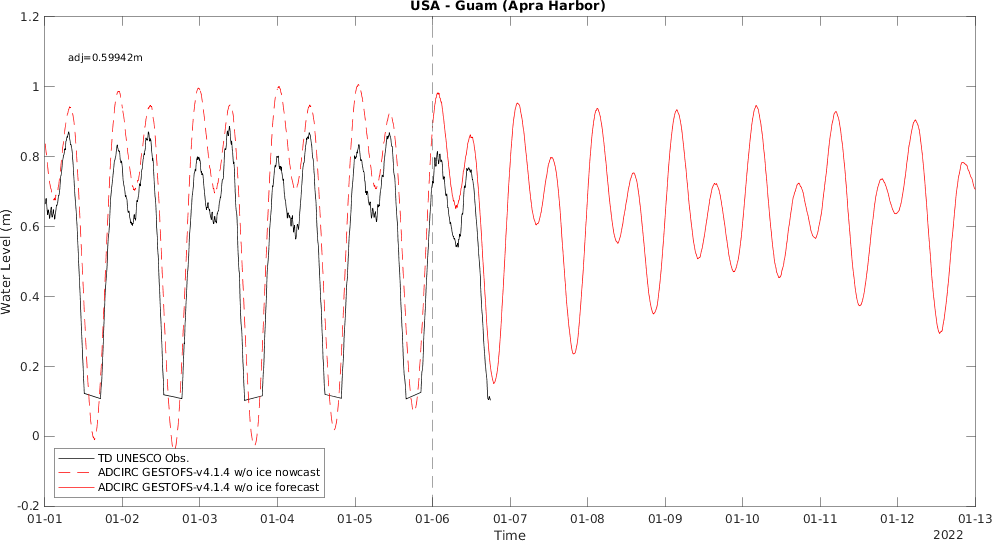 USA - Guam (Apra Harbor)
1.2
adj=0.59942m
1
0.8
0.6
0.4
0.2
0
-0.2
Water Level (m)
TD UNESCO Obs.
ADCIRC GESTOFS-v4.1.4 w/o ice nowcast
ADCIRC GESTOFS-v4.1.4 w/o ice forecast
01-01 01-02 01-03 01-04 01-05 01-06 01-07 01-08 01-09 01-10 01-11 01-12 01-13
Time
2022